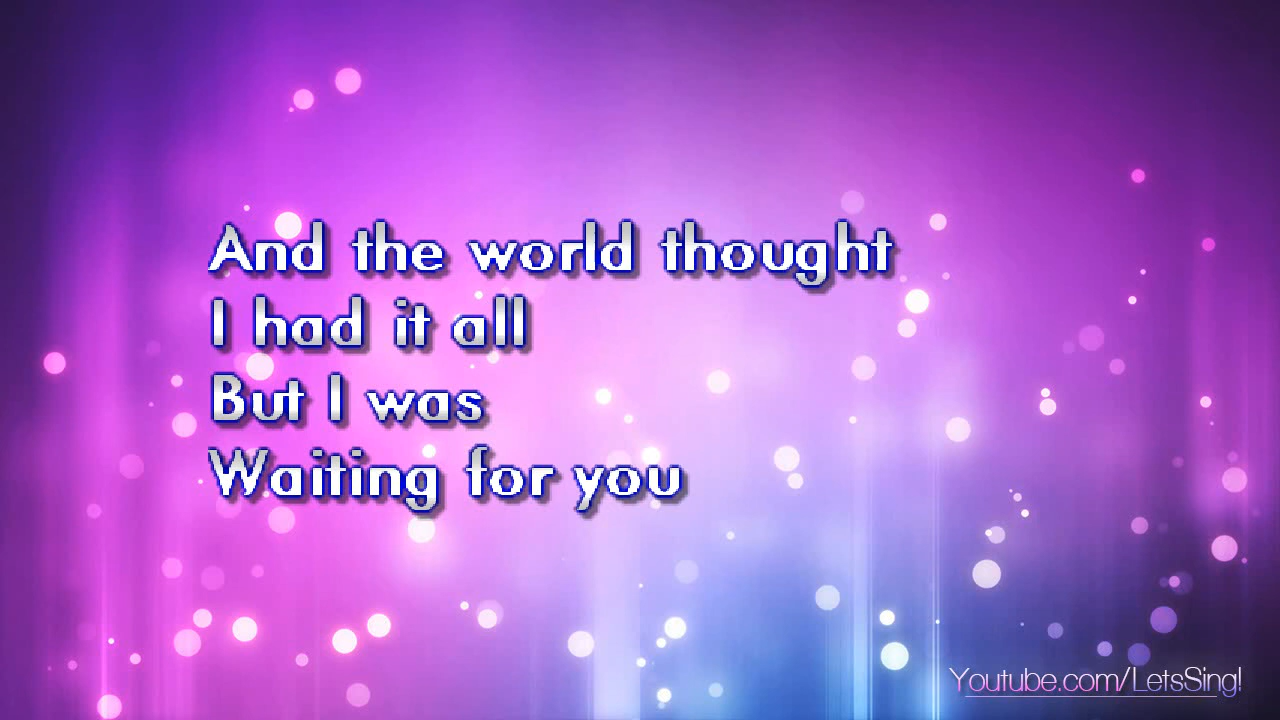 And the world thought
I had it all
But I was
Waiting for you
Youtube.com/LetsSing!